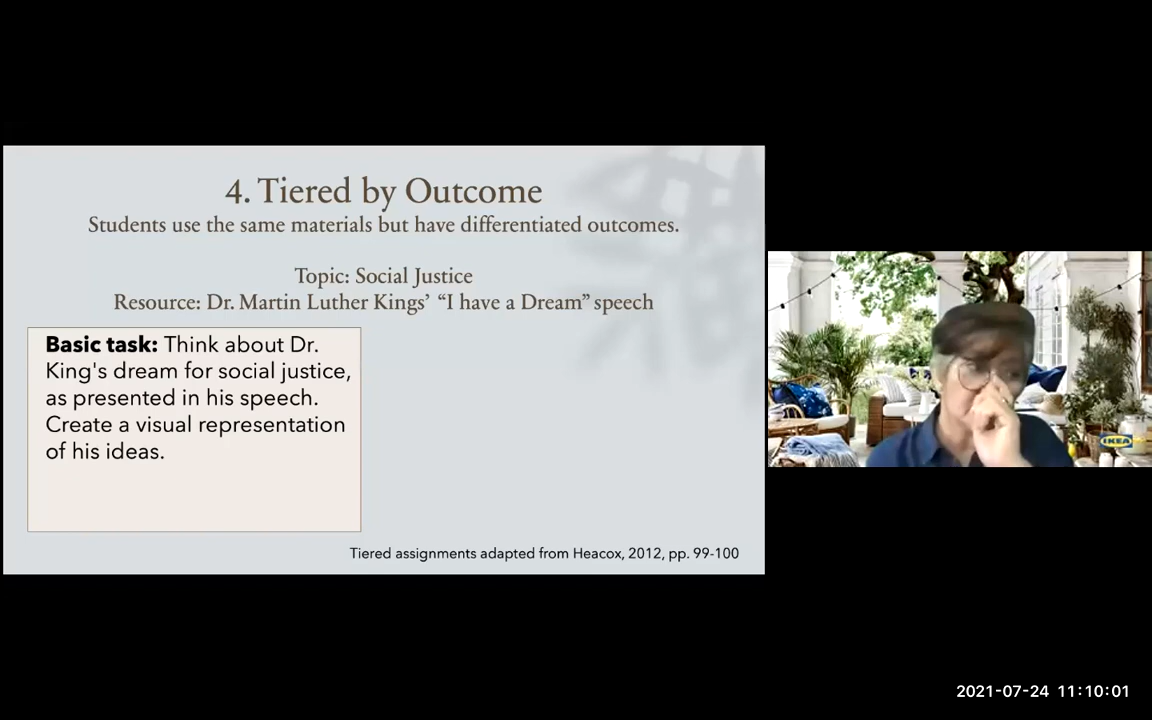 4. Tiered by Outcome
Students use the same materials but have differentiated outcomes.
Topic: Social Justice
Resource: Dr. Martin Luther Kings’ “I have a Dream” speech
Basic task: Think about Dr.
King's dream for social justice,
as presented in his speech.
Create a visual representation
of his ideas.
Tiered assignments adapted from Heacox, 2012, pp. 99-100
IKEA
2021-07-24 11:10:01